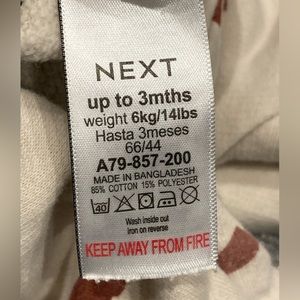 NEXT
up to 3mths
weight 6kg/14lbs
Hasta 3meses
66/44
A79-857-200
MADE IN BANGLADESH
85% COTTON 15% POLYESTER
40
Wash inside out
iron on reverse
KEEP AWAY FROM FIRE